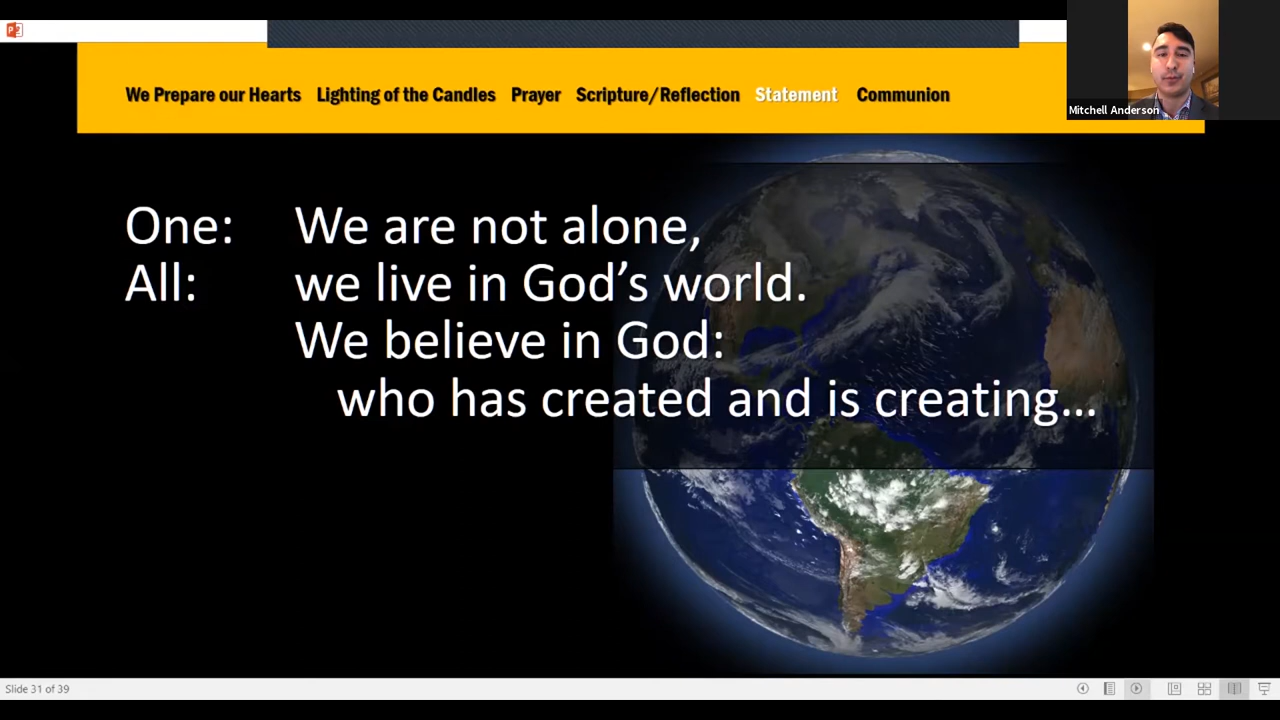 We Prepare our Hearts Lighting of the Candles Prayer Scripture/Reflection Statement Communion
Mitchell Anderson
One: We are not alone,
All: we live in God’s world.
We believe in God:
who has created and is creating...
Slide 31 of 39